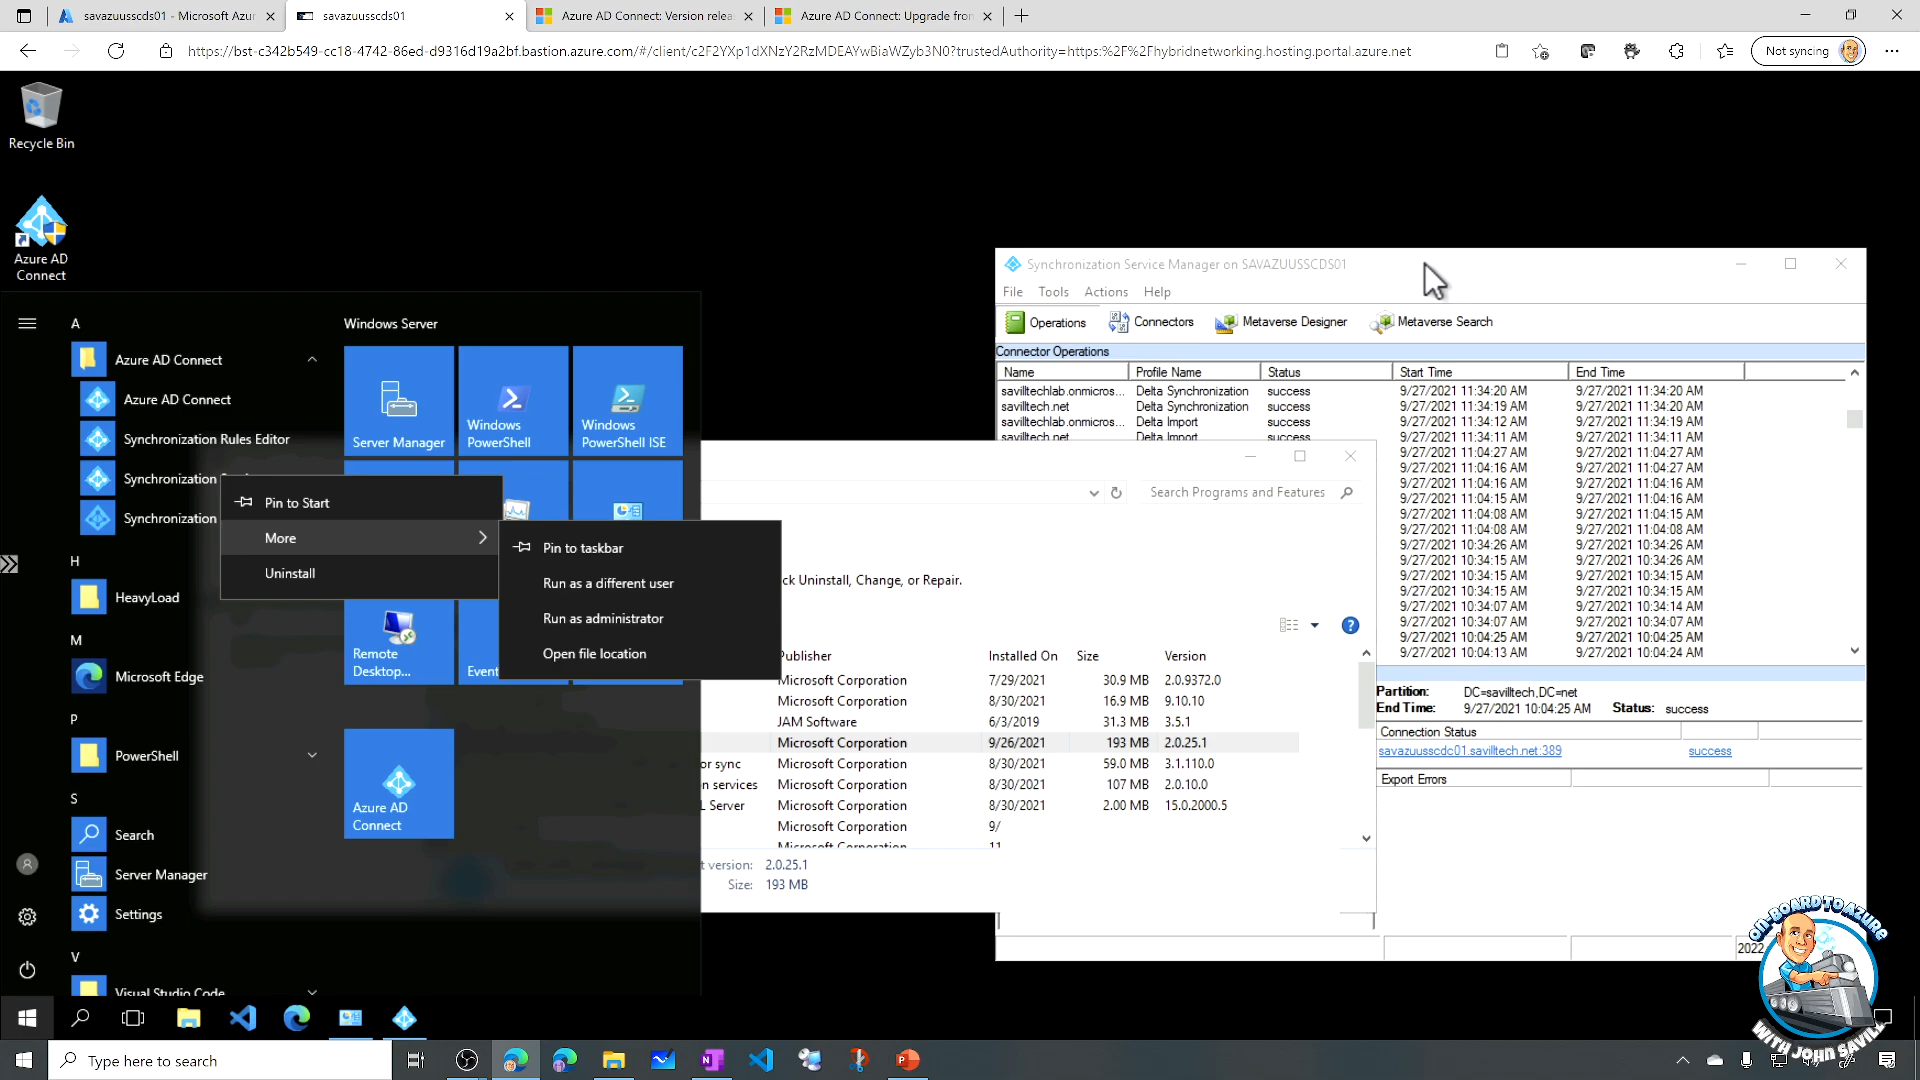 savazuusscds01 - Microsoft Azur
savazuusscds01
Azure AD Connect: Version relea
Azure AD Connect: Upgrade from
https://bst-c342b549-cc18-4742-86ed-d9316d19a2bf.bastion.azure.com/#/client/c2F2YXp1dXNzY2RzMDEAYwBiaWZyb3N0?trustedAuthority=https:%2F%2Fhybridnetworking.hosting.portal.azure.net
Not syncing
Recycle Bin
Azure AD
Connect
A
Azure AD Connect
Azure AD Connect
Synchronization Rules Editor
Synchronization
Synchronization
H
HeavyLoad
M
Microsoft Edge
P
PowerShell
S
Search
Server Manager
Settings
V
Visual Studio Code
Windows Server
Server Manager
Windows
PowerShell
Windows
PowerShell ISE
Remote
Desktop...
Event
Azure AD
Connect
Pin to Start
More
Uninstall
Pin to taskbar
Run as a different user
Run as administrator
Open file location
Search Programs and Features
ck Uninstall, Change, or Repair.
Publisher Installed On Size Version
Microsoft Corporation 7/29/2021 30.9 MB 2.0.9372.0
Microsoft Corporation 8/30/2021 16.9 MB 9.10.10
JAM Software 6/3/2019 31.3 MB 3.5.1
Microsoft Corporation 9/26/2021 193 MB 2.0.25.1
or sync Microsoft Corporation 8/30/2021 59.0 MB 3.1.110.0
n services Microsoft Corporation 8/30/2021 107 MB 2.0.10.0
L Server Microsoft Corporation 8/30/2021 2.00 MB 15.0.2000.5
Microsoft Corporation 9/
Microsoft Corporation 11
t version: 2.0.25.1
Size: 193 MB
Synchronization Service Manager on SAVAZUUSSCDS01
File Tools Actions Help
Operations Connectors Metaverse Designer Metaverse Search
Connector Operations
Name Profile Name Status Start Time End Time
savilltechlab.onmicros... Delta Synchronization success 9/27/2021 11:34:20 AM 9/27/2021 11:34:20 AM
savilltech.net Delta Synchronization success 9/27/2021 11:34:19 AM 9/27/2021 11:34:20 AM
savilltechlab.onmicros... Delta Import success 9/27/2021 11:34:12 AM 9/27/2021 11:34:19 AM
savilltech.net Delta Import success 9/27/2021 11:34:11 AM 9/27/2021 11:34:11 AM
9/27/2021 11:04:27 AM 9/27/2021 11:04:27 AM
9/27/2021 11:04:16 AM 9/27/2021 11:04:27 AM
9/27/2021 11:04:16 AM 9/27/2021 11:04:16 AM
9/27/2021 11:04:15 AM 9/27/2021 11:04:15 AM
9/27/2021 11:04:08 AM 9/27/2021 11:04:15 AM
9/27/2021 11:04:08 AM 9/27/2021 11:04:08 AM
9/27/2021 10:34:26 AM 9/27/2021 10:34:26 AM
9/27/2021 10:34:15 AM 9/27/2021 10:34:26 AM
9/27/2021 10:34:15 AM 9/27/2021 10:34:15 AM
9/27/2021 10:34:15 AM 9/27/2021 10:34:15 AM
9/27/2021 10:34:07 AM 9/27/2021 10:34:14 AM
9/27/2021 10:34:07 AM 9/27/2021 10:34:07 AM
9/27/2021 10:04:25 AM 9/27/2021 10:04:25 AM
9/27/2021 10:04:13 AM 9/27/2021 10:04:24 AM
Partition: DC=savilltech,DC=net
End Time: 9/27/2021 10:04:25 AM Status: success
Connection Status
savazuusscdc01.savilltech.net:389 success
Export Errors
2022
ON-BOARD TO AZURE
WITH JOHN SAVILL
Type here to search